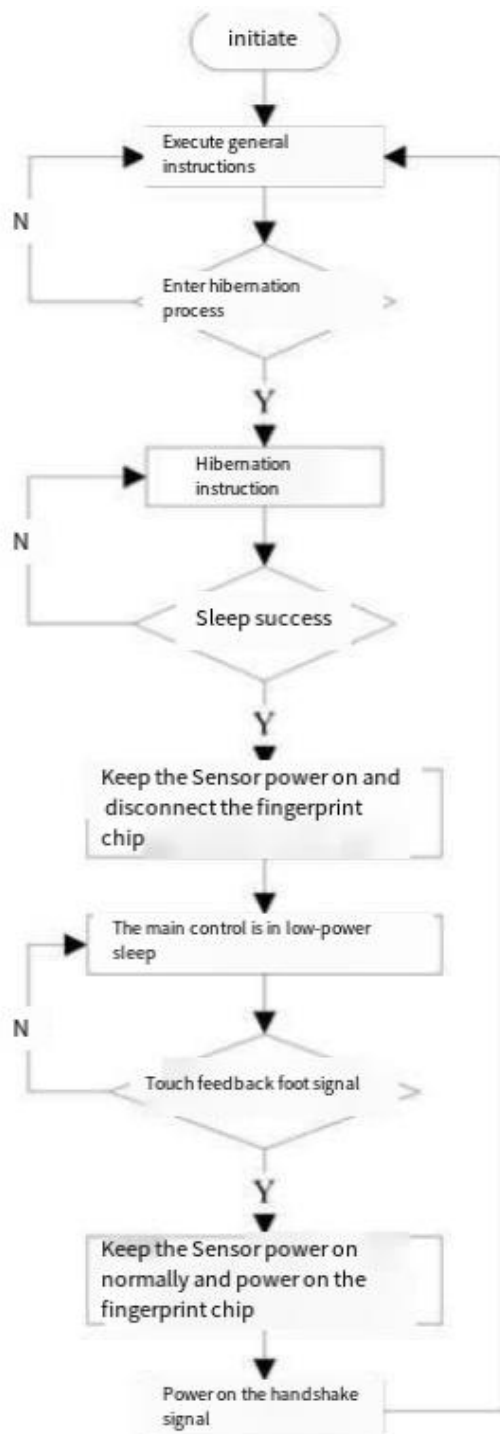 initiate
Execute general
instructions
N
Enter hibernation
process
Y
Hibernation
instruction
N
Sleep success
Y
Keep the Sensor power on and
disconnect the fingerprint
chip
The main control is in low-power
sleep
N
Touch feedback foot signal
Y
Keep the Sensor power on
normally and power on the
fingerprint chip
Power on the handshake
signal